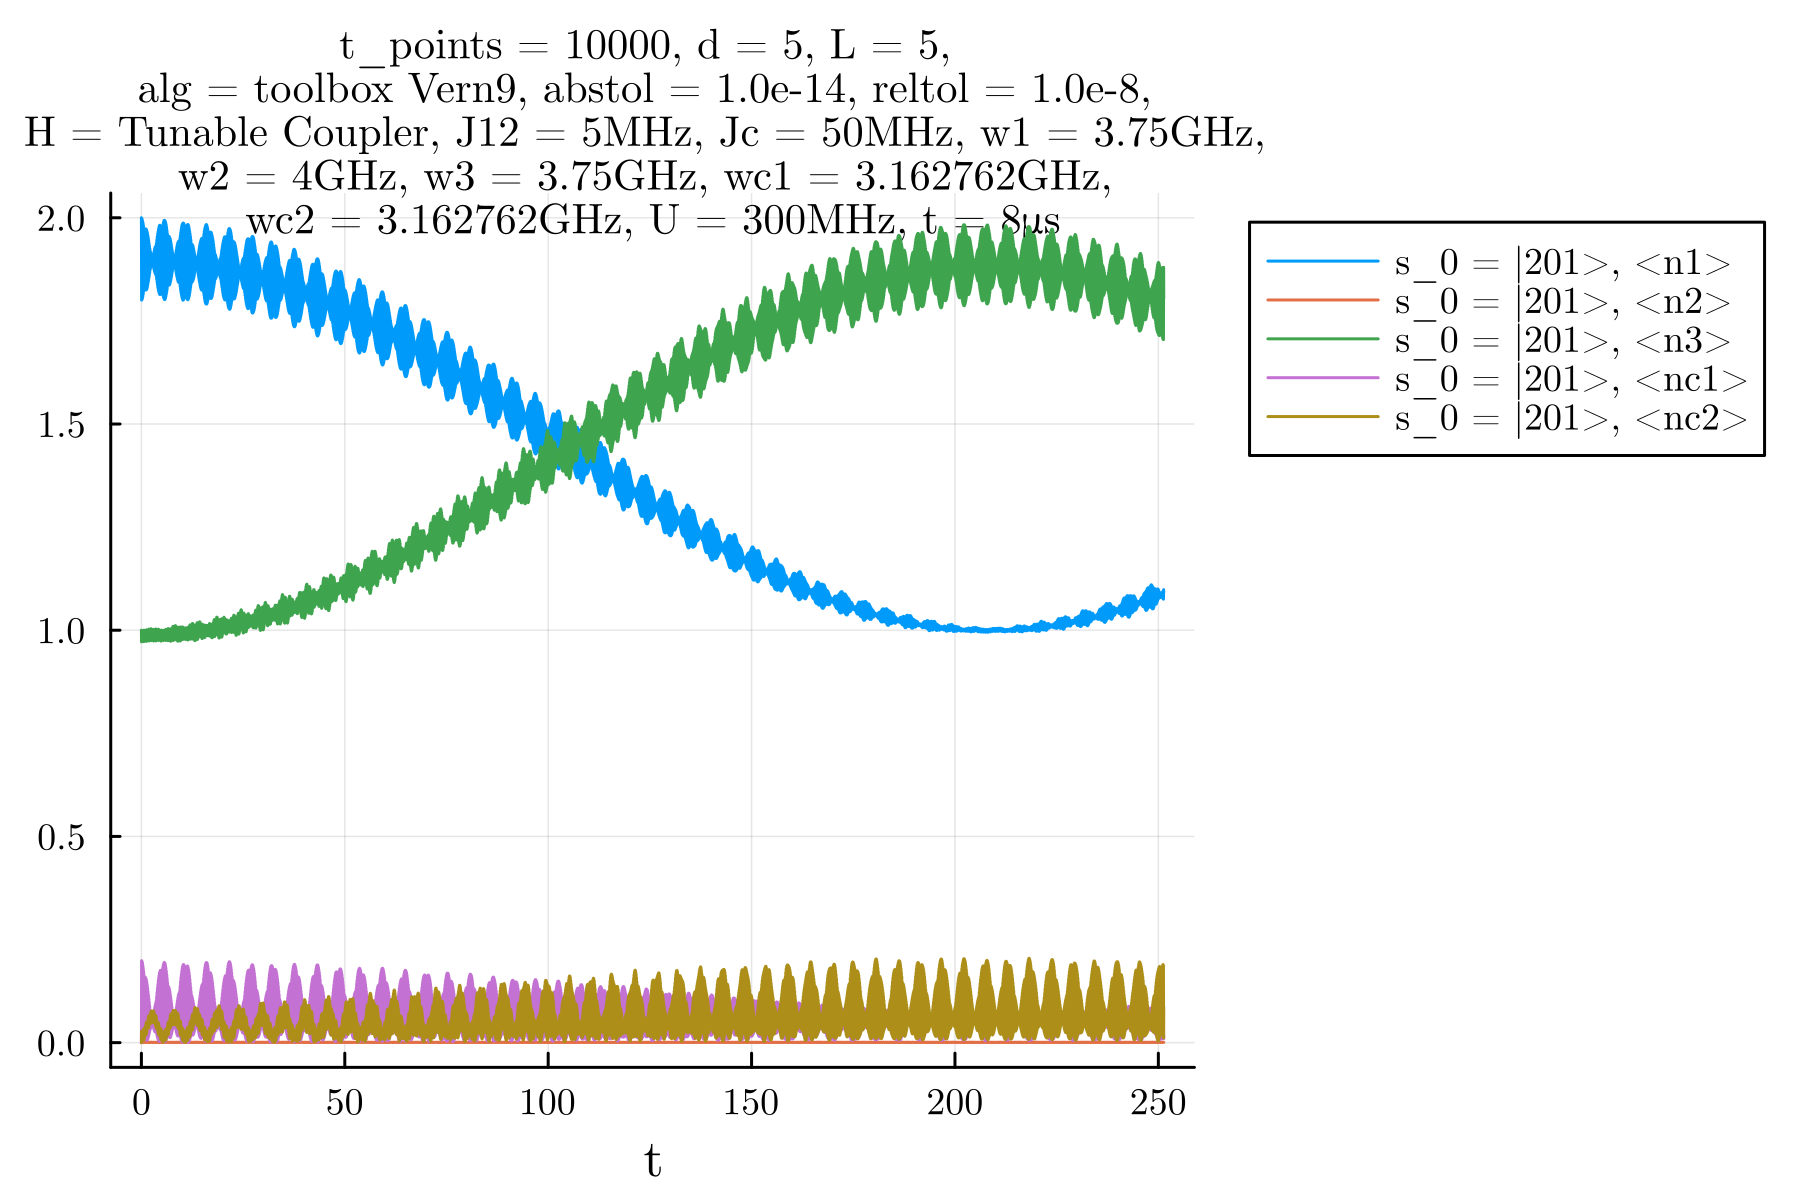 t_points = 10000, d = 5, L = 5,
alg = toolbox Vern9, abstol = 1.0e-14, reltol = 1.0e-8,
H = Tunable Coupler, J12 = 5MHz, Jc = 50MHz, w1 = 3.75GHz,
w2 = 4GHz, w3 = 3.75GHz, wc1 = 3.162762GHz,
wc2 = 3.162762GHz, U = 300MHz, t = 8μs
2.0
1.5
1.0
0.5
0.0
0 50 100 150 200 250
t
s_0 = |201>, <n1>
s_0 = |201>, <n2>
s_0 = |201>, <n3>
s_0 = |201>, <nc1>
s_0 = |201>, <nc2>